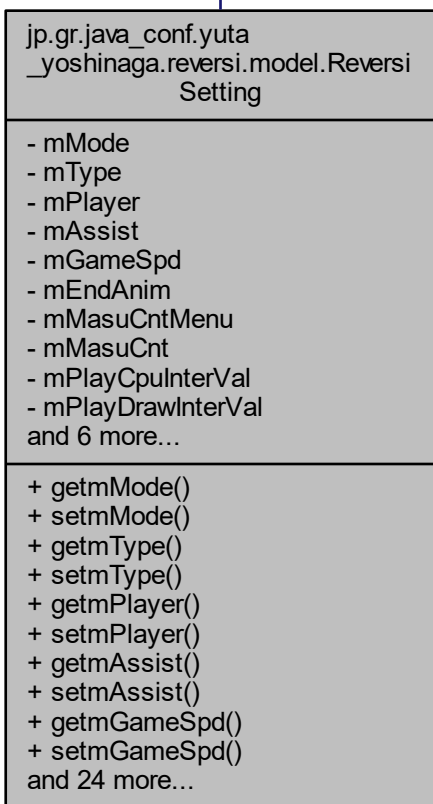 jp.gr.java_conf.yuta
_yoshinaga.reversi.model.Reversi
Setting
- mMode
- mType
- mPlayer
- mAssist
- mGameSpd
- mEndAnim
- mMasuCntMenu
- mMasuCnt
- mPlayCpuInterVal
- mPlayDrawInterVal
and 6 more...
+ getmMode()
+ setmMode()
+ getmType()
+ setmType()
+ getmPlayer()
+ setmPlayer()
+ getmAssist()
+ setmAssist()
+ getmGameSpd()
+ setmGameSpd()
and 24 more...